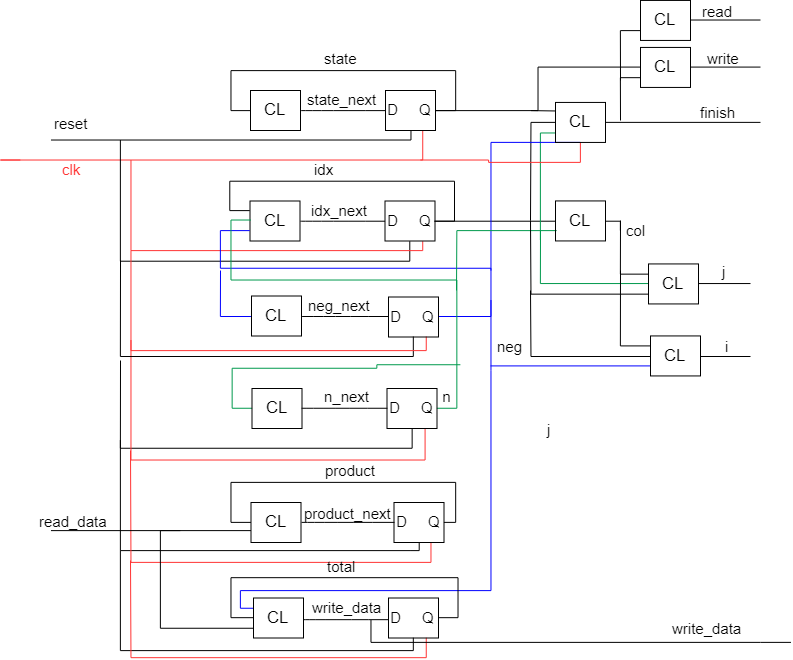 CL read
CL write
state
CL state_next D Q
finish
CL
reset
clk
idx
CL idx_next D Q
CL
col
CL j
CL neg_next D Q
neg
CL i
CL n_next D Q n
j
product
CL product_next D Q
read_data
total
CL write_data D Q
write_data